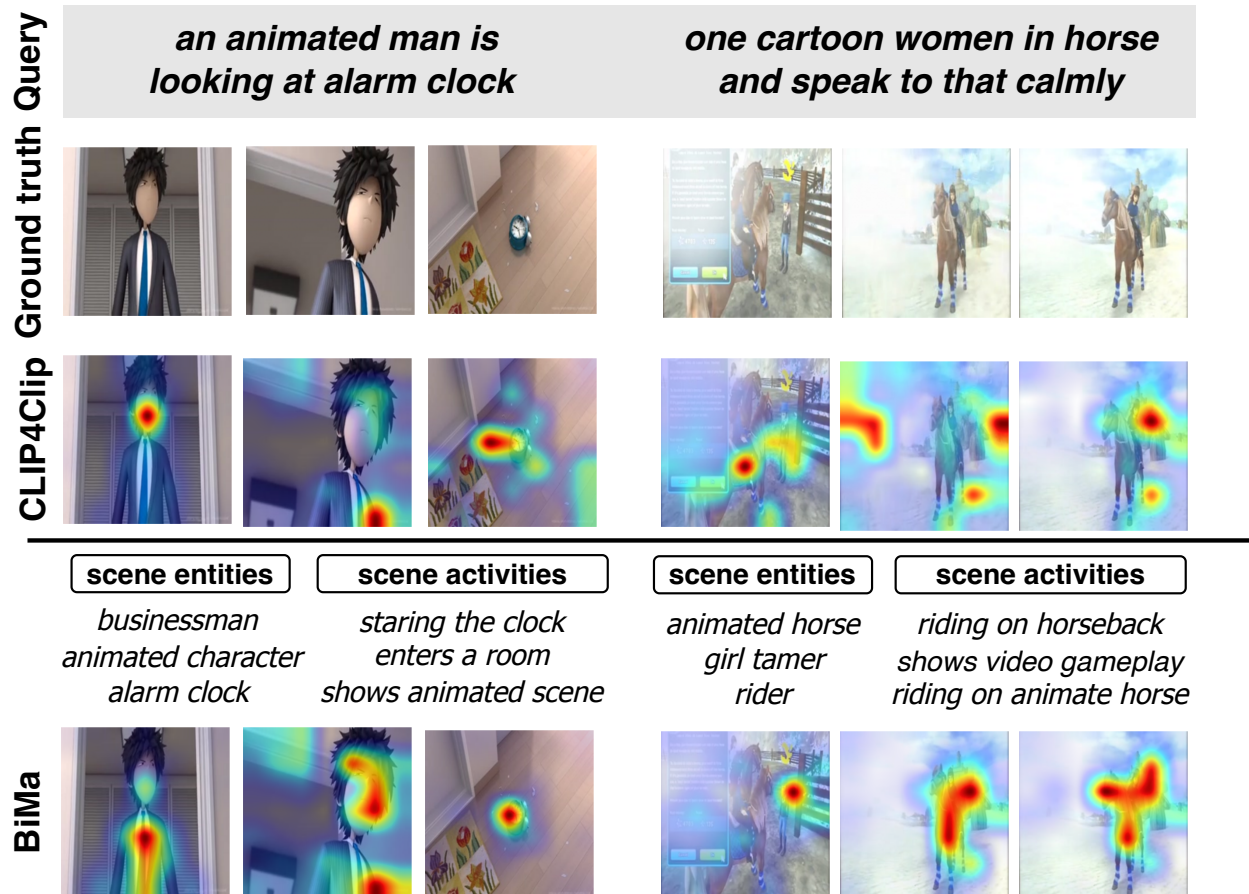 Query
an animated man is
looking at alarm clock
one cartoon women in horse
and speak to that calmly
Ground truth
CLIP4Clip
scene entities
scene activities
businessman
animated character
alarm clock
staring the clock
enters a room
shows animated scene
scene entities
scene activities
animated horse
girl tamer
rider
riding on horseback
shows video gameplay
riding on animate horse
BiMa